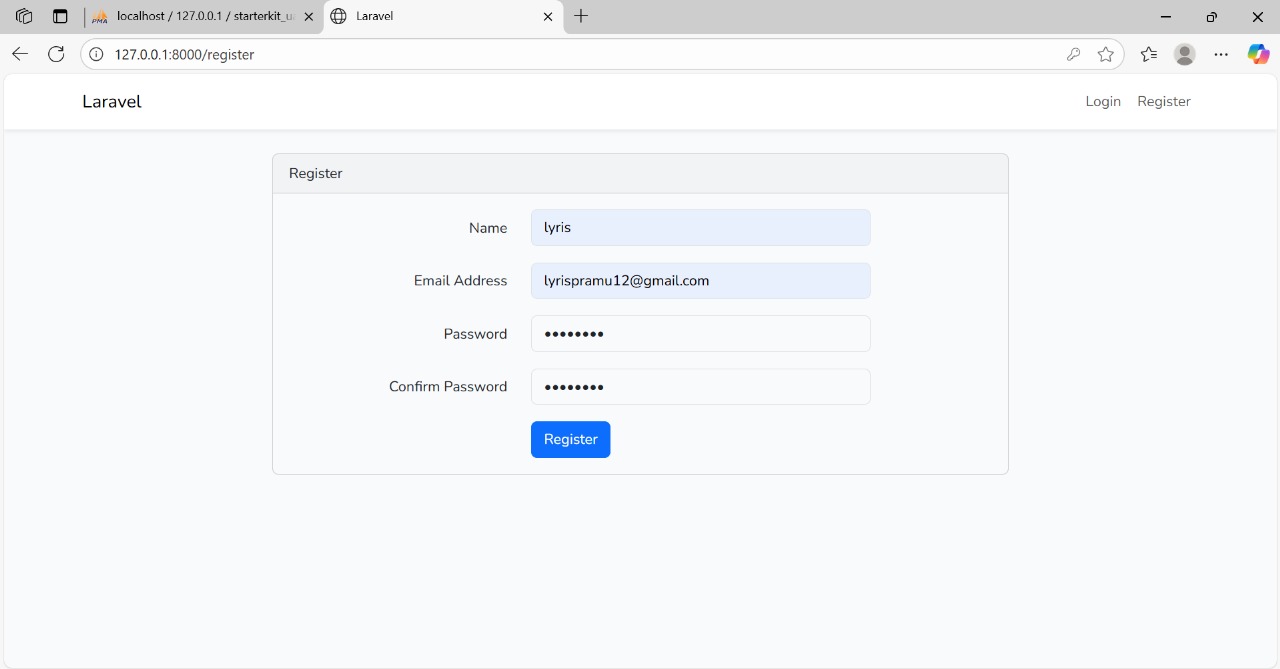 PMA localhost / 127.0.0.1 / starterkit_u
Laravel
127.0.0.1:8000/register
Laravel
Login
Register
Register
Name
lyris
Email Address
lyrispramu12@gmail.com
Password
••••••••
Confirm Password
••••••••
Register